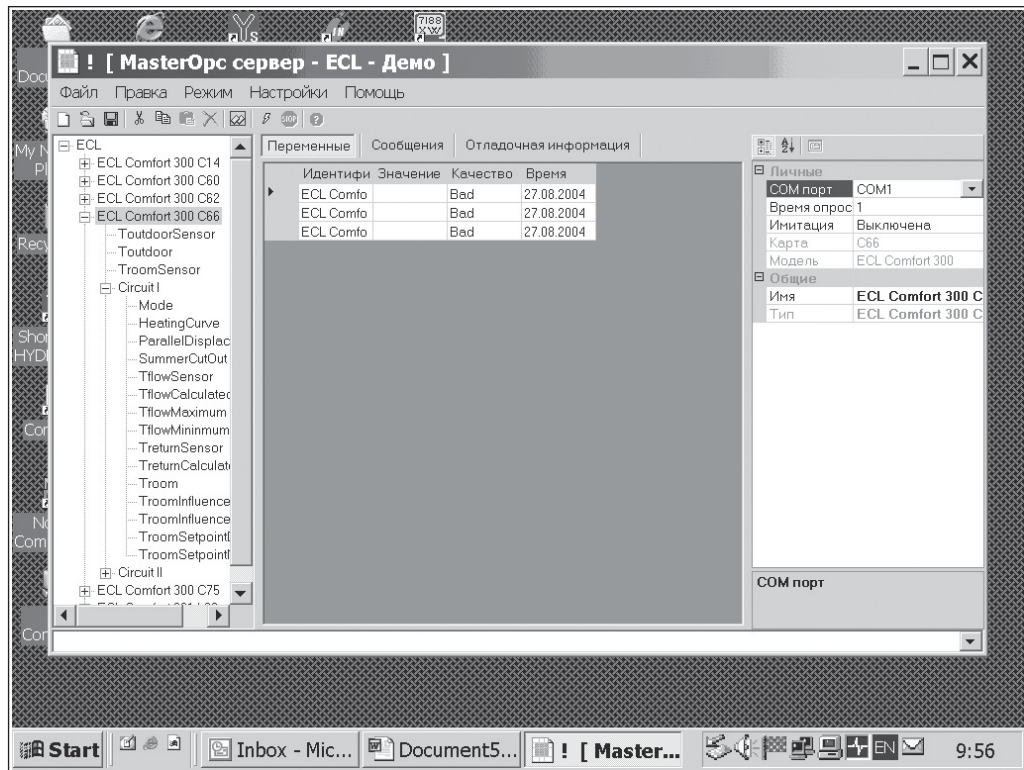 7188
XW
! [ MasterOpc сервер - ECL - Демо ]
Файл Правка Режим Настройки Помощь
ECL
ECL Comfort 300 C14
ECL Comfort 300 C60
ECL Comfort 300 C62
ECL Comfort 300 C66
ToutdoorSensor
Toutdoor
TroomSensor
Circuit I
Mode
HeatingCurve
ParallelDisplac
SummerCutOut
TflowSensor
TflowCalculated
TflowMaximum
TflowMininmum
TreturnSensor
TreturnCalculat
Troom
TroomInfluence
TroomInfluence
TroomSetpoint
TroomSetpoint
Circuit II
ECL Comfort 300 C75
Переменные Сообщения Отладочная информация
Идентифи Значение Качество Время
ECL Comfo Bad 27.08.2004
ECL Comfo Bad 27.08.2004
ECL Comfo Bad 27.08.2004
Личные
COM порт COM1
Время опрос 1
Имитация Выключена
Карта C66
Модель ECL Comfort 300
Общие
Имя ECL Comfort 300 C
Тип ECL Comfort 300 C
COM порт
Start
Inbox - Mic...
Document5...
! [ Master...
EN
9:56